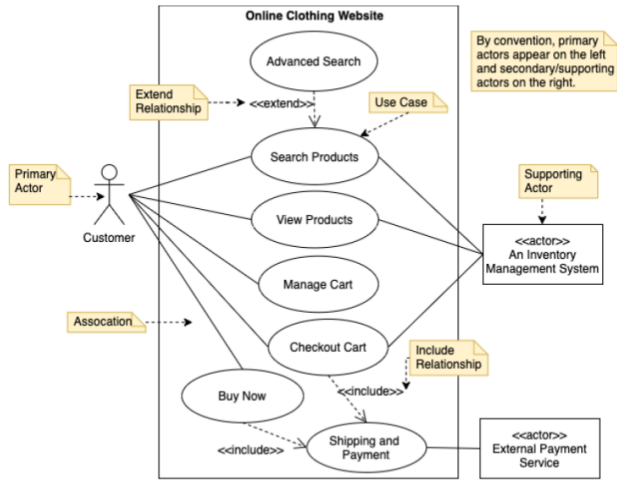 Online Clothing Website
Advanced Search
By convention, primary
actors appear on the left
and secondary/supporting
actors on the right.
Extend
Relationship
<<extend>>
Use Case
Search Products
Primary
Actor
Supporting
Actor
Customer
View Products
<<actor>>
An Inventory
Management System
Manage Cart
Assocation
Checkout Cart
Include
Relationship
Buy Now
<<include>>
<<include>>
Shipping and
Payment
<<actor>>
External Payment
Service